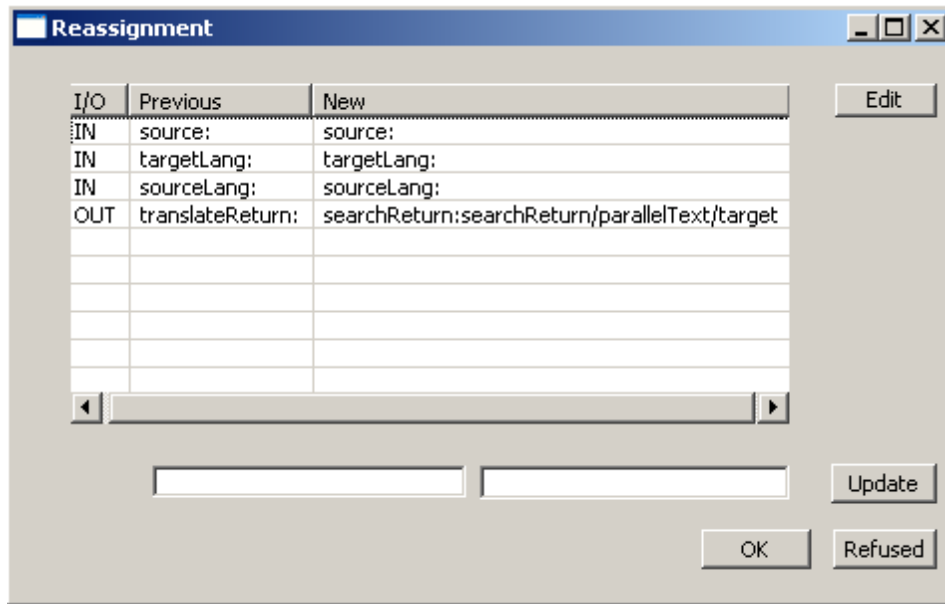 Reassignment
I/O Previous New Edit
IN source: source:
IN targetLang: targetLang:
IN sourceLang: sourceLang:
OUT translateReturn: searchReturn:searchReturn/parallelText/target
Update
OK Refused